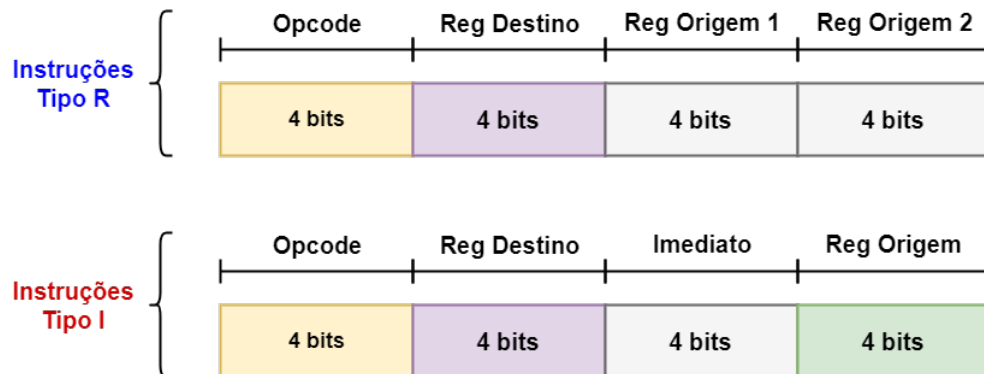 Opcode Reg Destino Reg Origem 1 Reg Origem 2
Instruções
Tipo R
4 bits 4 bits 4 bits 4 bits
Opcode Reg Destino Imediato Reg Origem
Instruções
Tipo I
4 bits 4 bits 4 bits 4 bits